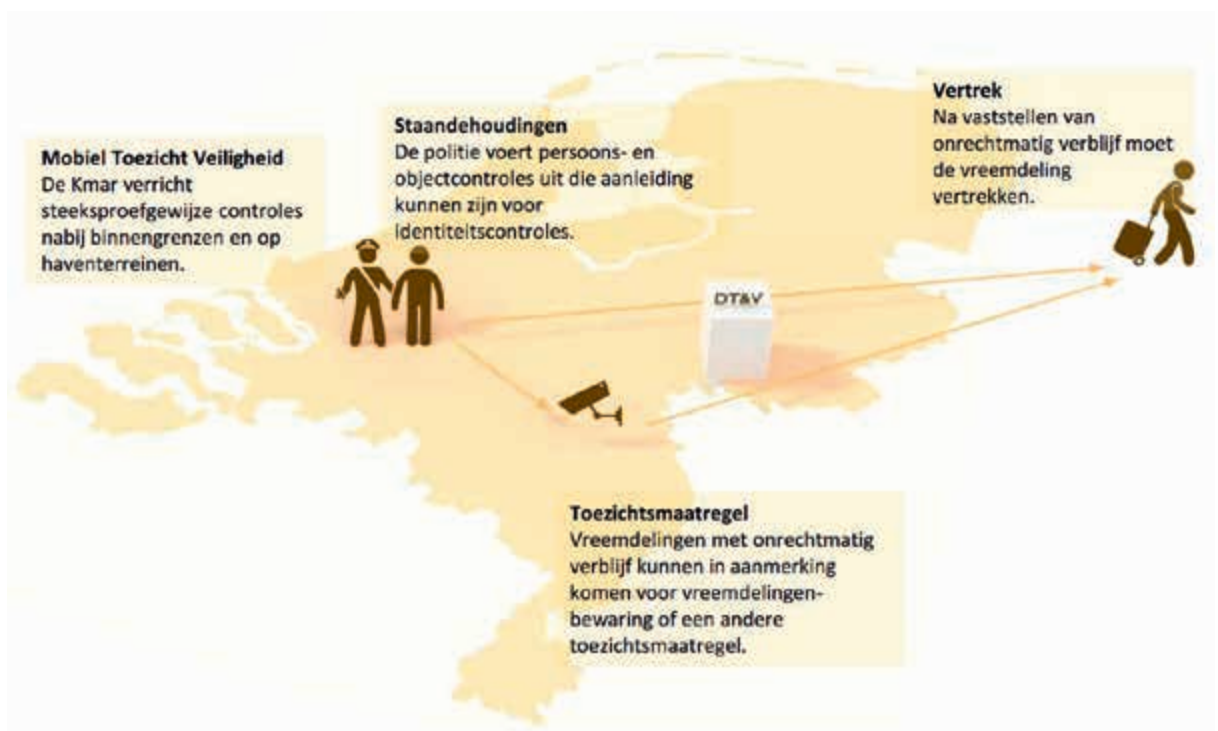 Mobiel Toezicht Veiligheid
De Kmar verricht
steeksproefgewijze controles
nabij binnengrenzen en op
haventerreinen.
Staandehoudingen
De politie voert persoons- en
objectcontroles uit die aanleiding
kunnen zijn voor
identiteitscontroles.
Vertrek
Na vaststellen van
onrechtmatig verblijf moet
de vreemdeling
vertrekken.
DT&V
Toezichtsmaatregel
Vreemdelingen met onrechtmatig
verblijf kunnen in aanmerking
komen voor vreemdelingen-
bewaring of een andere
toezichtsmaatregel.